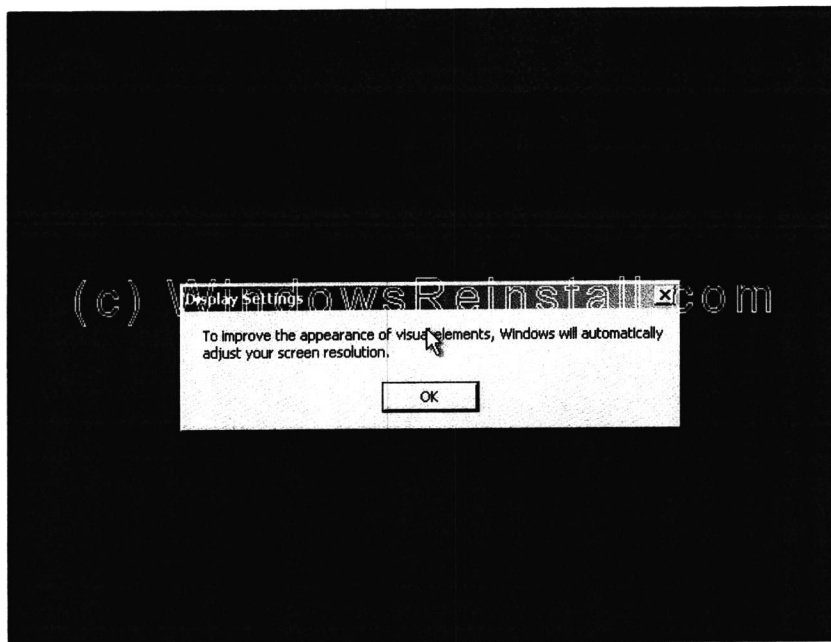 (c) WindowsReinstall.com
Display Settings
To improve the appearance of visual elements, Windows will automatically
adjust your screen resolution.
OK